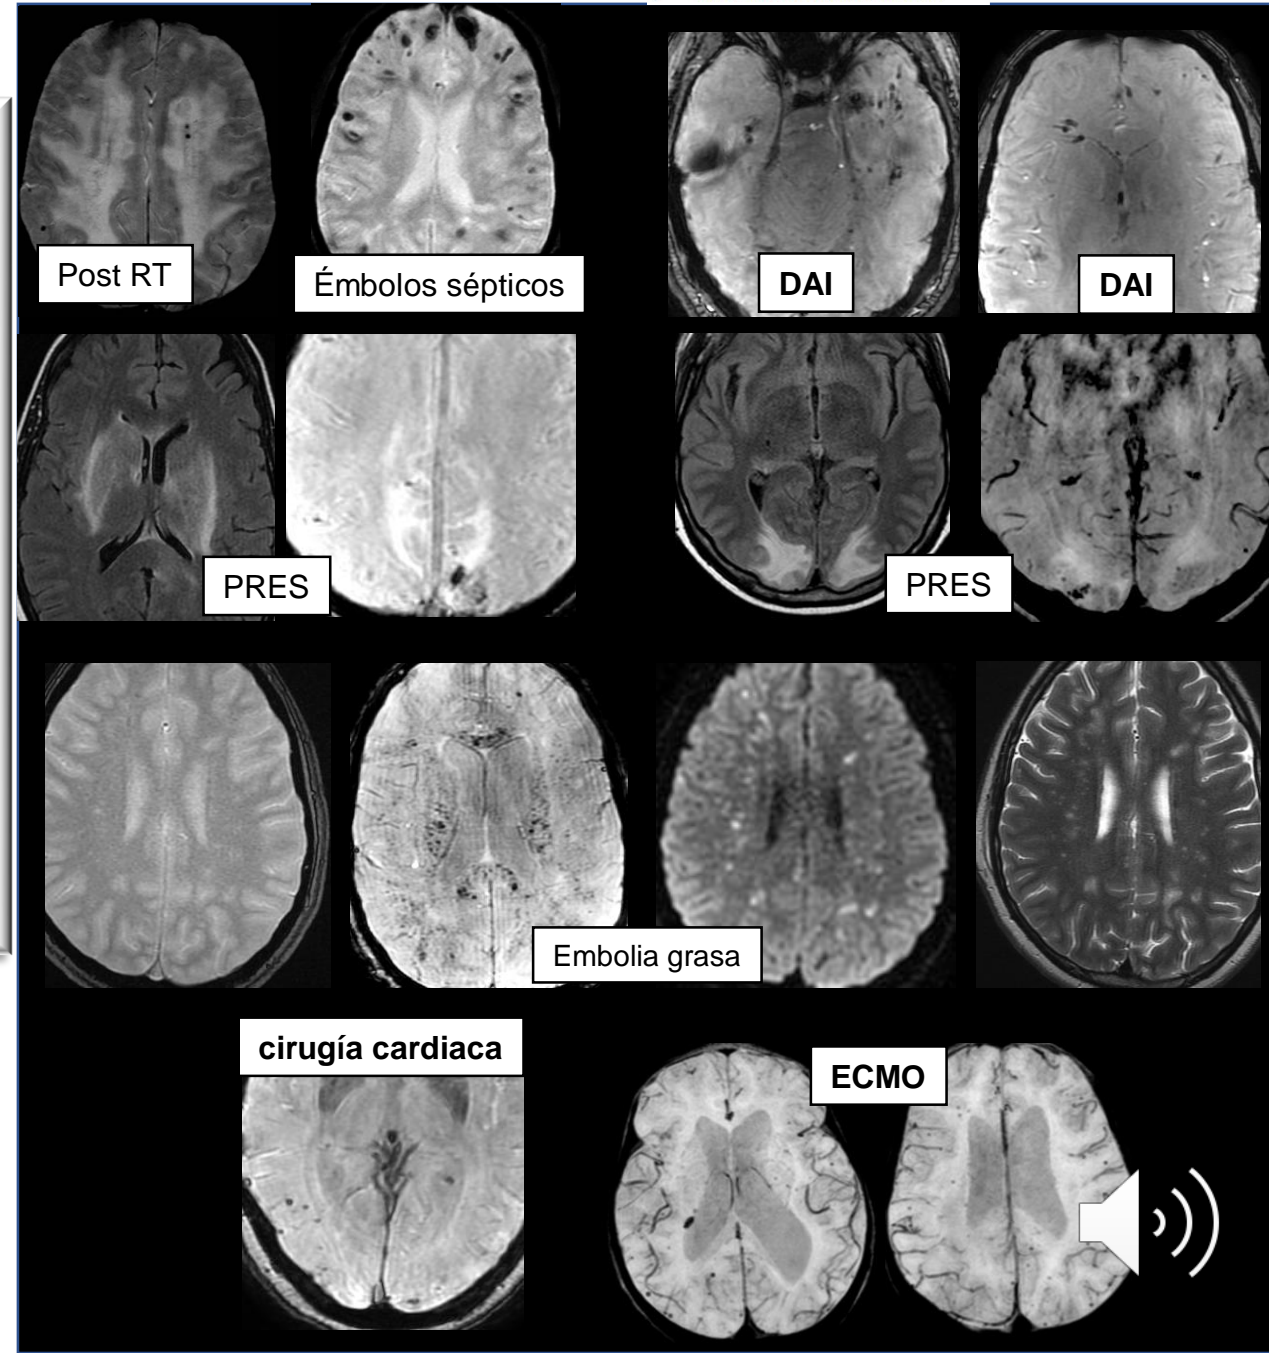 Post RT
Émbolos sépticos
DAI
DAI
PRES
PRES
Embolia grasa
cirugía cardiaca
ECMO